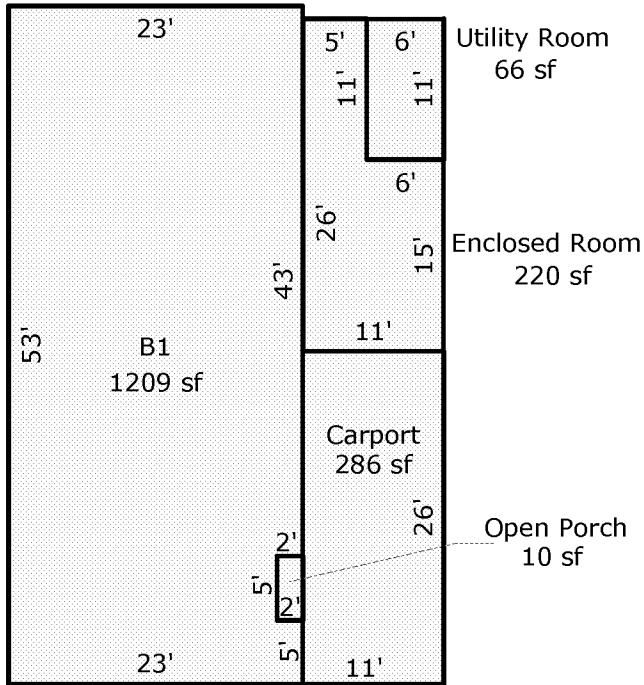 23'
5'
6'
Utility Room
66 sf
11'
11'
6'
26'
15'
Enclosed Room
220 sf
43'
53'
11'
B1
1209 sf
Carport
286 sf
26'
Open Porch
10 sf
2'
5'
2'
5'
23'
11'